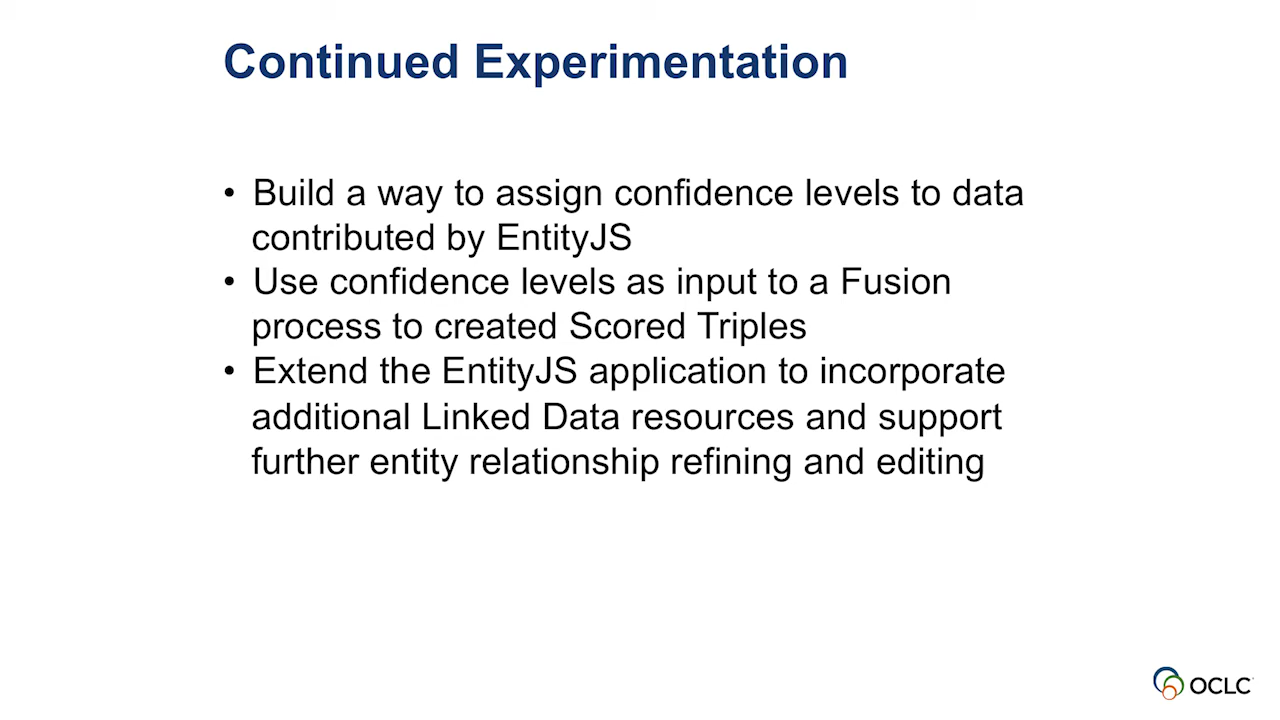 Continued Experimentation
• Build a way to assign confidence levels to data
contributed by EntityJS
• Use confidence levels as input to a Fusion
process to created Scored Triples
• Extend the EntityJS application to incorporate
additional Linked Data resources and support
further entity relationship refining and editing
OCLC